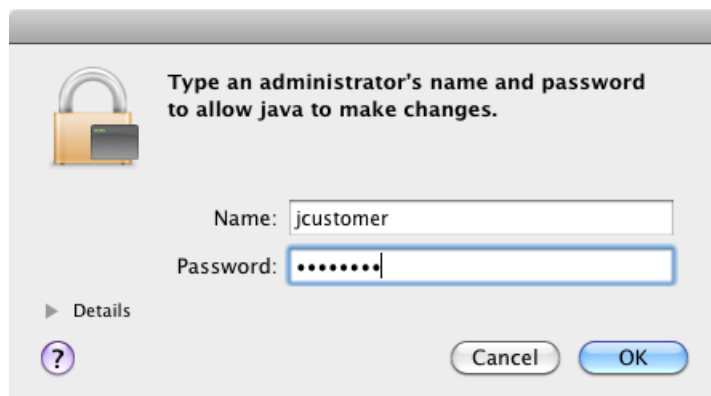 Type an administrator's name and password
to allow java to make changes.
Name: jcustomer
Password: ••••••••
Details
?
Cancel OK